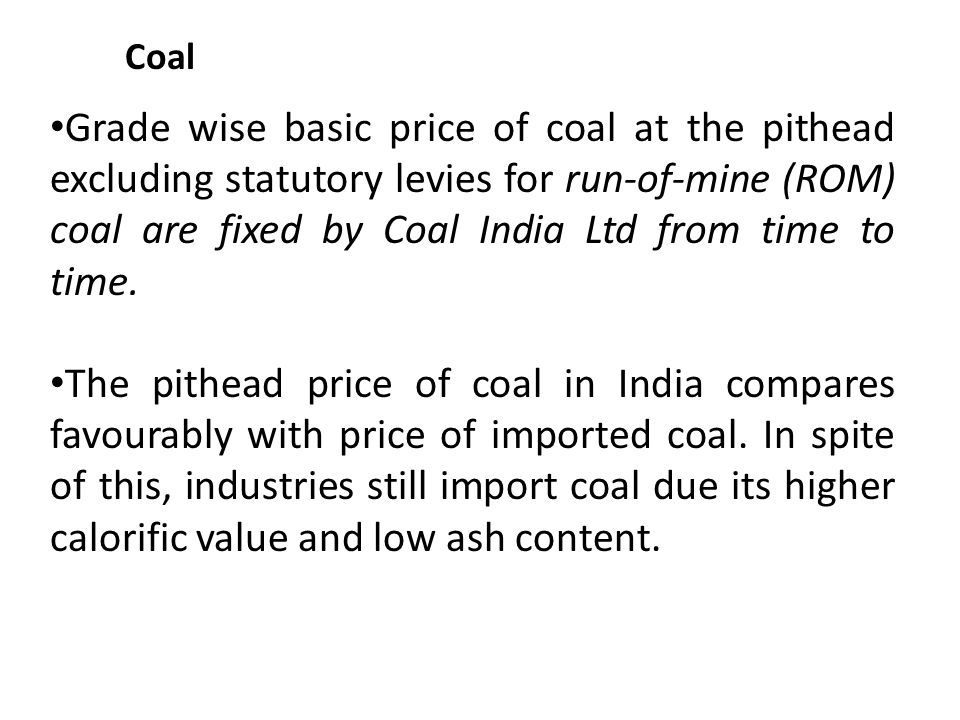 Coal
•Grade wise basic price of coal at the pithead
excluding statutory levies for run-of-mine (ROM)
coal are fixed by Coal India Ltd from time to
time.
•The pithead price of coal in India compares
favourably with price of imported coal. In spite
of this, industries still import coal due its higher
calorific value and low ash content.